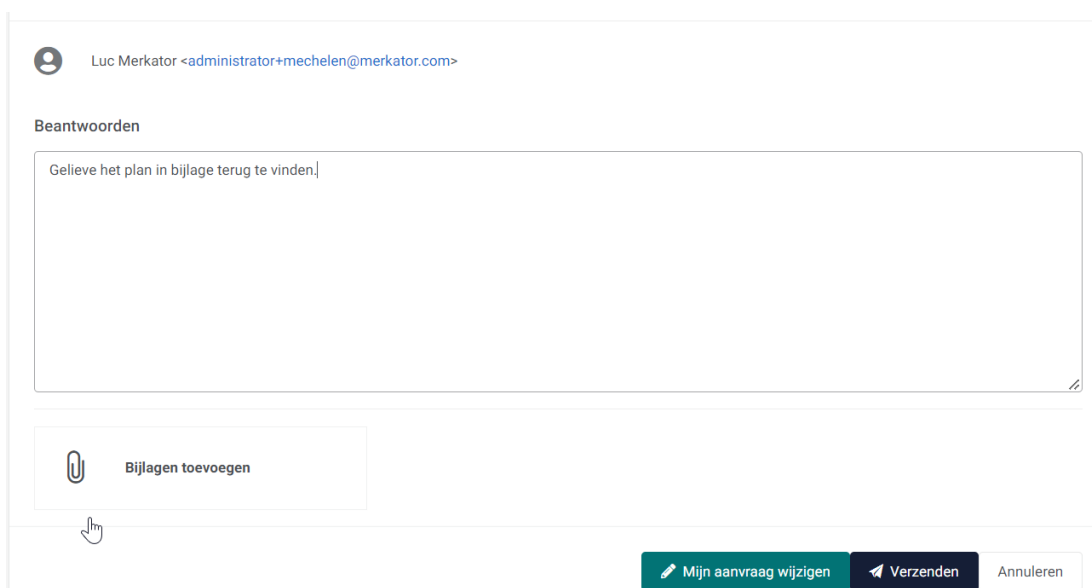 Luc Merkator <administrator+mechelen@merkator.com>
Beantwoorden
Gelieve het plan in bijlage terug te vinden.
Bijlagen toevoegen
Mijn aanvraag wijzigen Verzenden Annuleren